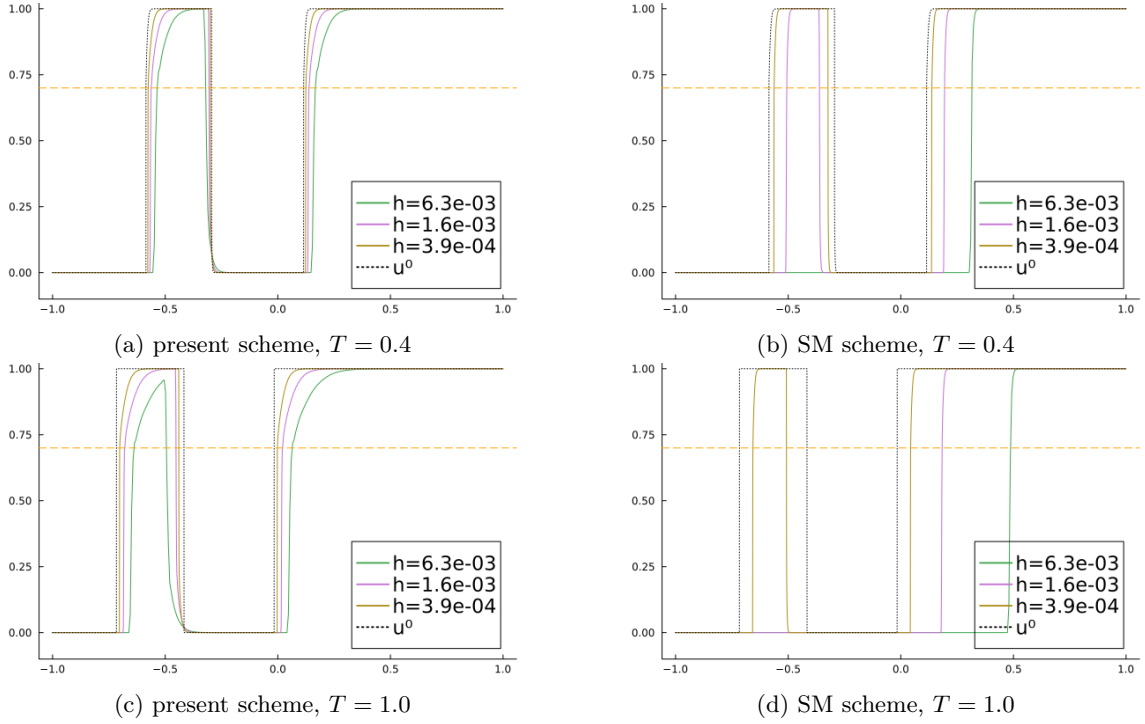 1.00
0.75
0.50
0.25
0.00
−1.0 −0.5 0.0 0.5 1.0
h=6.3e-03
h=1.6e-03
h=3.9e-04
u⁰
(a) present scheme, T = 0.4
1.00
0.75
0.50
0.25
0.00
−1.0 −0.5 0.0 0.5 1.0
h=6.3e-03
h=1.6e-03
h=3.9e-04
u⁰
(b) SM scheme, T = 0.4
1.00
0.75
0.50
0.25
0.00
−1.0 −0.5 0.0 0.5 1.0
h=6.3e-03
h=1.6e-03
h=3.9e-04
u⁰
(c) present scheme, T = 1.0
1.00
0.75
0.50
0.25
0.00
−1.0 −0.5 0.0 0.5 1.0
h=6.3e-03
h=1.6e-03
h=3.9e-04
u⁰
(d) SM scheme, T = 1.0